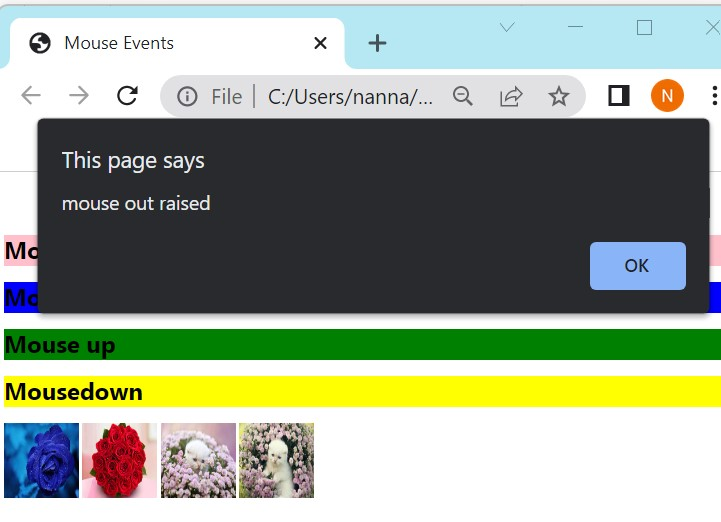 Mouse Events
File
C:/Users/nanna/...
N
This page says
mouse out raised
OK
Mo
Mo
Mouse up
Mousedown